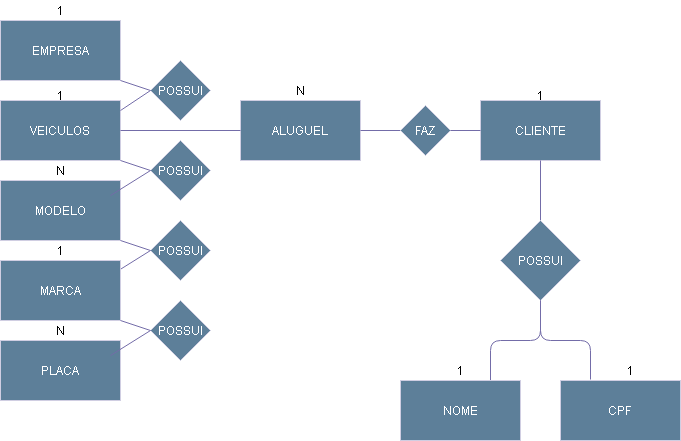 1
EMPRESA
POSSUI
1
N
1
VEICULOS
ALUGUEL
FAZ
CLIENTE
POSSUI
N
MODELO
POSSUI
1
MARCA
POSSUI
N
PLACA
POSSUI
1
1
NOME
CPF